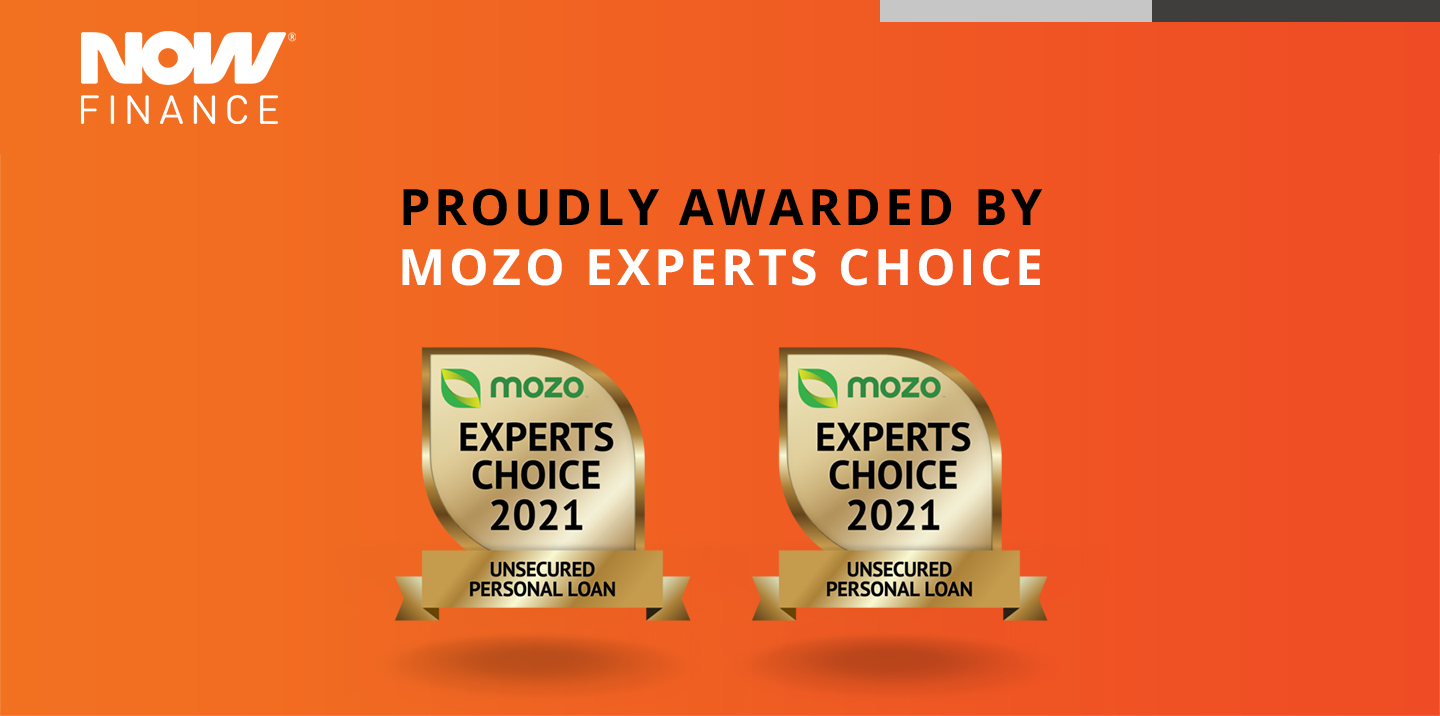 NOW®
FINANCE
PROUDLY AWARDED BY
MOZO EXPERTS CHOICE
mozo
EXPERTS
CHOICE
2021
UNSECURED
PERSONAL LOAN
mozo
EXPERTS
CHOICE
2021
UNSECURED
PERSONAL LOAN